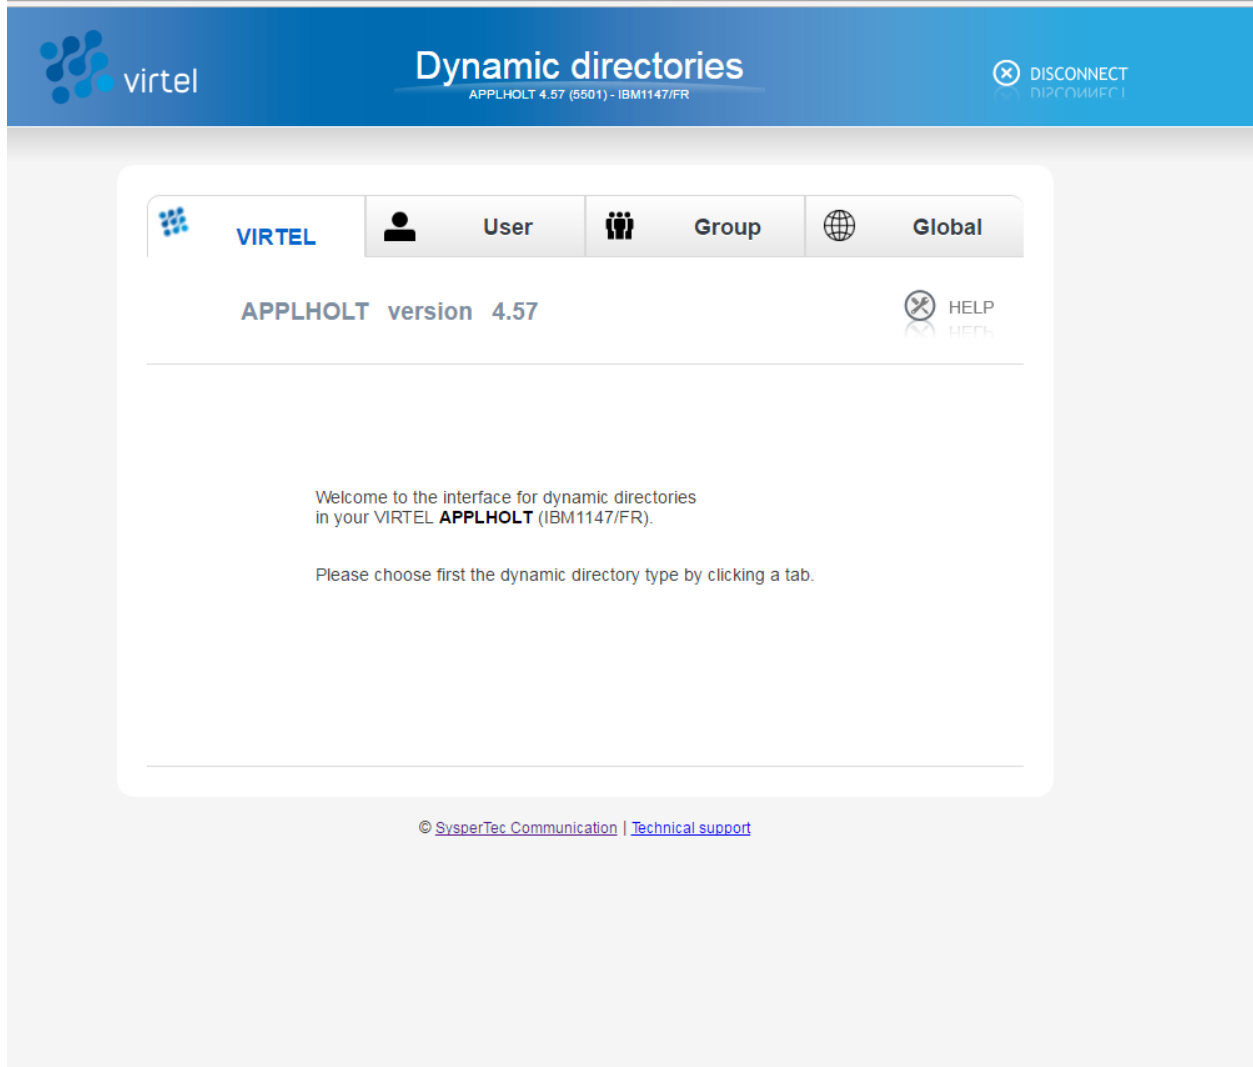 virtel
Dynamic directories
APPLHOLT 4.57 (5501) - IBM1147/FR
DISCONNECT
VIRTEL
User
Group
Global
APPLHOLT version 4.57
HELP
Welcome to the interface for dynamic directories
in your VIRTEL APPLHOLT (IBM1147/FR).
Please choose first the dynamic directory type by clicking a tab.
© SysperTec Communication | Technical support